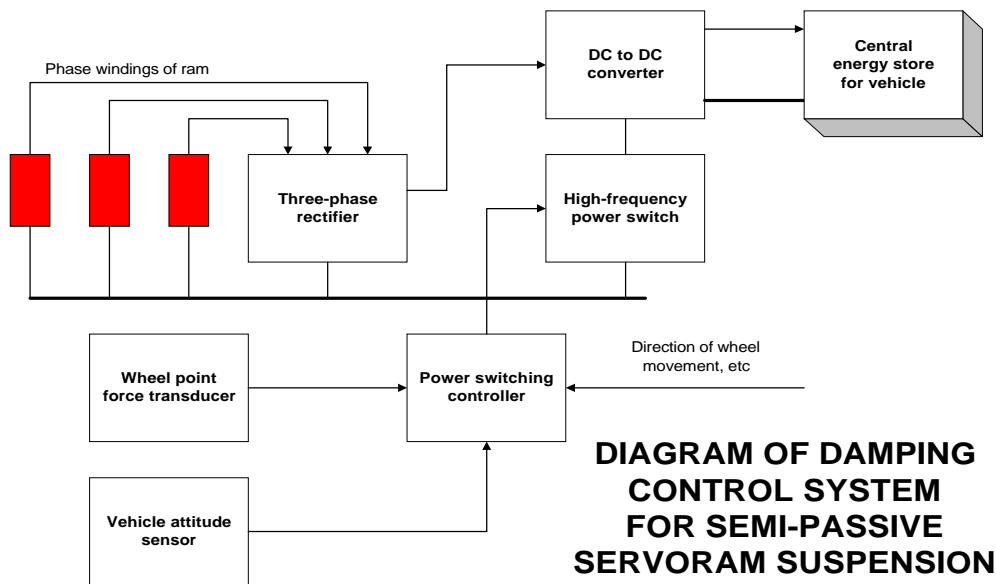 Phase windings of ram
DC to DC
converter
Central
energy store
for vehicle
Three-phase
rectifier
High-frequency
power switch
Wheel point
force transducer
Power switching
controller
Direction of wheel
movement, etc
Vehicle attitude
sensor
DIAGRAM OF DAMPING
CONTROL SYSTEM
FOR SEMI-PASSIVE
SERVORAM SUSPENSION